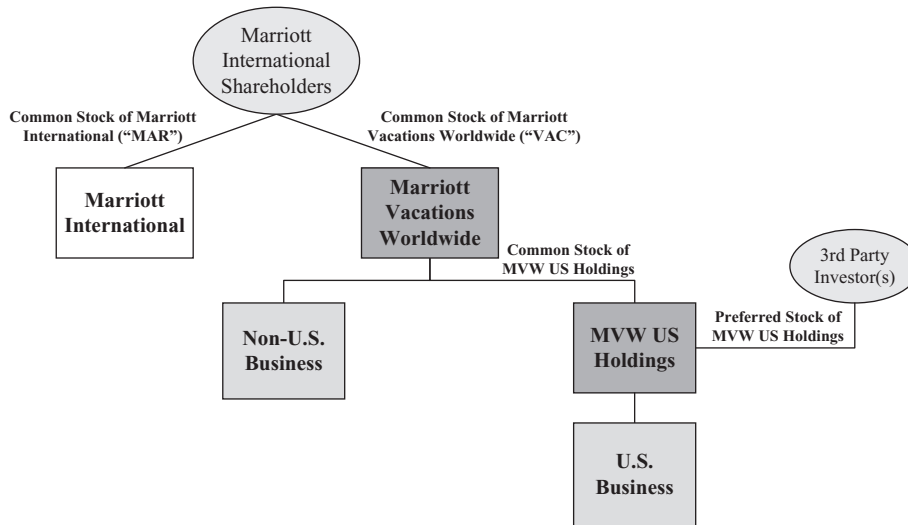 Marriott
International
Shareholders
Common Stock of Marriott
International (“MAR”)
Common Stock of Marriott
Vacations Worldwide (“VAC”)
Marriott
International
Marriott
Vacations
Worldwide
Common Stock of
MVW US Holdings
3rd Party
Investor(s)
Non-U.S.
Business
MVW US
Holdings
Preferred Stock of
MVW US Holdings
U.S.
Business